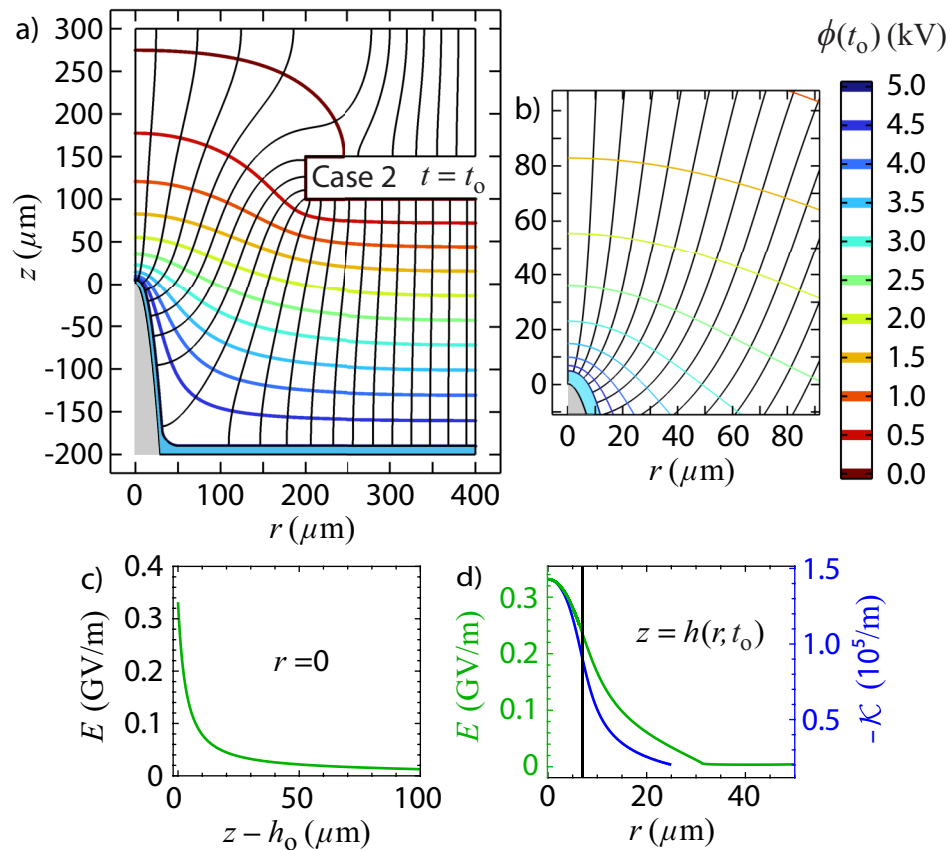 a)
300
250
200
150
100
50
0
-50
-100
-150
-200
z (μm)
0 100 200 300 400
r (μm)
Case 2 t = tₒ
b)
80
60
40
20
0
0 20 40 60 80
r (μm)
ϕ(tₒ) (kV)
5.0
4.5
4.0
3.5
3.0
2.5
2.0
1.5
1.0
0.5
0.0
c)
0.4
0.3
0.2
0.1
0
E (GV/m)
r =0
0 50 100
z − hₒ (μm)
d)
0.3
0.2
0.1
0
E (GV/m)
z = h(r, tₒ)
1.5
1.0
0.5
−𝒦 (10⁵/m)
0 20 40
r (μm)